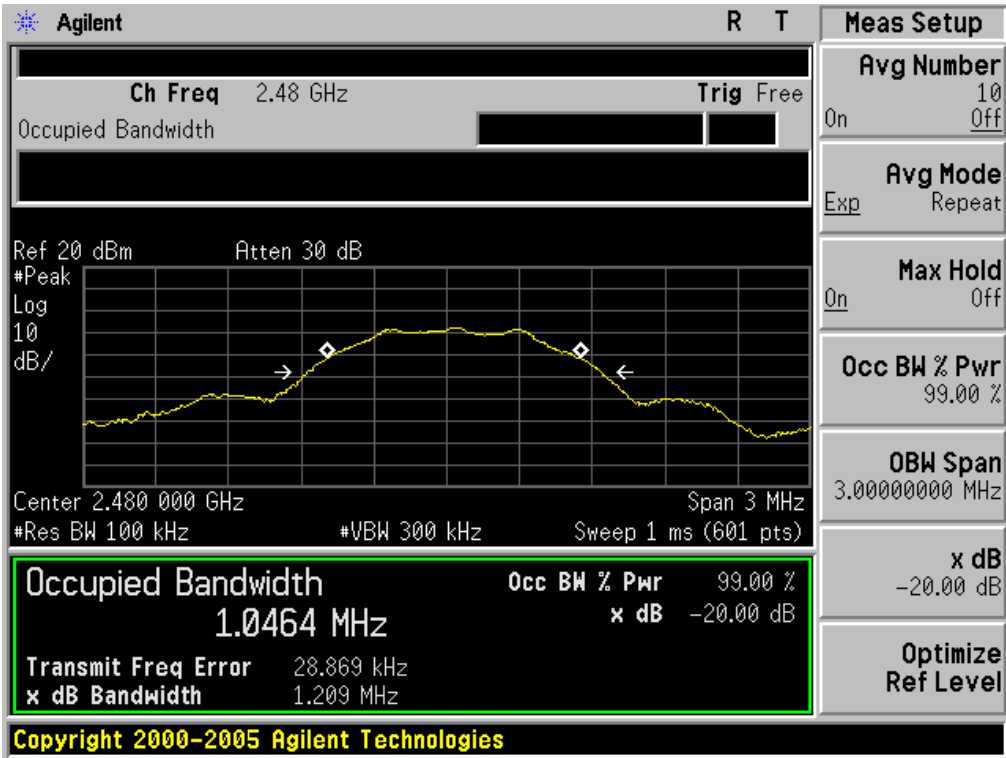 Agilent R T
Ch Freq 2.48 GHz Trig Free
Occupied Bandwidth
Ref 20 dBm Atten 30 dB
#Peak
Log
10
dB/
Center 2.480 000 GHz Span 3 MHz
#Res BW 100 kHz #VBW 300 kHz Sweep 1 ms (601 pts)
Occupied Bandwidth Occ BW % Pwr 99.00 %
1.0464 MHz x dB -20.00 dB
Transmit Freq Error 28.869 kHz
x dB Bandwidth 1.209 MHz
Copyright 2000-2005 Agilent Technologies
Meas Setup
Avg Number
10
On Off
Avg Mode
Exp Repeat
Max Hold
On Off
Occ BW % Pwr
99.00 %
OBW Span
3.00000000 MHz
x dB
-20.00 dB
Optimize
Ref Level